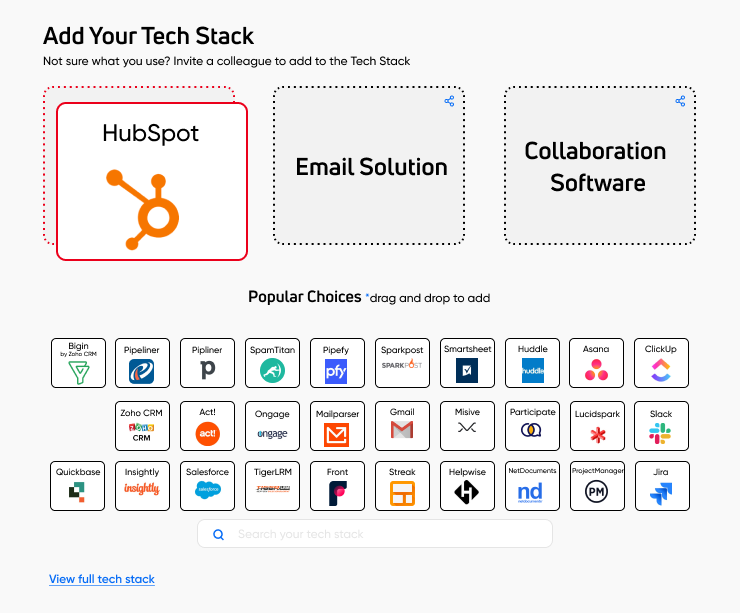 Add Your Tech Stack
Not sure what you use? Invite a colleague to add to the Tech Stack
HubSpot
Email Solution
Collaboration
Software
Popular Choices *drag and drop to add
Bigin
by Zoho CRM
Pipeliner
Pipliner
SpamTitan
Pipefy
pfy
Sparkpost
SPARKPOST
Smartsheet
Huddle
huddle
Asana
ClickUp
Zoho CRM
ZOHO
CRM
Act!
act!
Ongage
ongage
Mailparser
Gmail
Misive
Participate
Lucidspark
Slack
Quickbase
Insightly
insightly
Salesforce
salesforce
TigerLRM
TIGERLRM
Front
Streak
Helpwise
NetDocuments
nd
netdocuments
ProjectManager
PM
Jira
Search your tech stack
View full tech stack